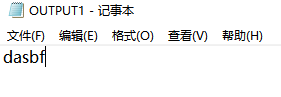 OUTPUT1 - 记事本
文件(F) 编辑(E) 格式(O) 查看(V) 帮助(H)
dasbf